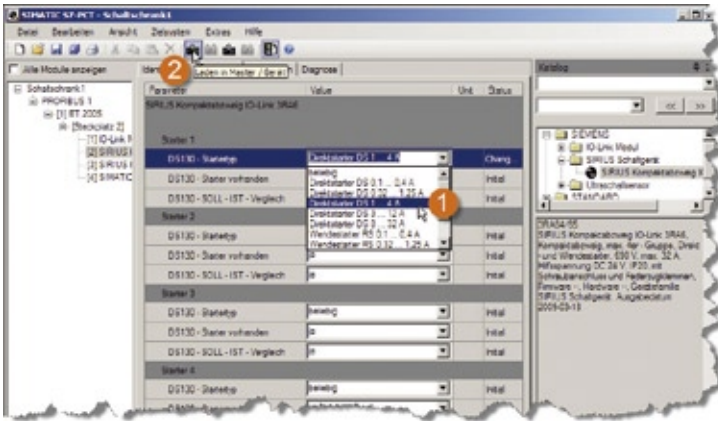 SIMATIC S7-PCT - Schaltschrank1
Datei Bearbeiten Ansicht Zielsystem Extras Hilfe
Alle Module anzeigen
2
Laden in Master / Gerät
Diagnose
Katalog
Schaltschrank1
PROFIBUS 1
[1] ET 200S
[Steckplatz 2]
[1] IO-Link
[2] SIRIUS
[3] SIRIUS
[4] SIMATIC
Parameter Value Unit Status
SIRIUS Kompaktabzweig IO-Link 3RA6
Starter 1
DS130 - Startertyp Direktstarter DS 1 ... 4 A Chang...
DS130 - Starter vorhanden Initial
DS130 - SOLL - IST - Vergleich Initial
beliebig
Direktstarter DS 0.1 ... 0,4 A
Direktstarter DS 0.32 ... 1.25 A
Direktstarter DS 1 ... 4 A
Direktstarter DS 3 ... 12 A
Direktstarter DS 8 ... 32 A
Wendestarter RS 0.1 ... 0,4 A
Wendestarter RS 0.32 ... 1.25 A
1
Starter 2
DS130 - Startertyp Initial
DS130 - Starter vorhanden ja Initial
DS130 - SOLL - IST - Vergleich ja Initial
Starter 3
DS130 - Startertyp beliebig Initial
DS130 - Starter vorhanden ja Initial
DS130 - SOLL - IST - Vergleich ja Initial
Starter 4
DS130 - Startertyp beliebig Initial
<< >>
SIEMENS
IO-Link Modul
SIRIUS Schaltgerät
SIRIUS Kompaktabzweig
Ultraschallsensor
STANDARD
3RA64/65
SIRIUS Kompaktabzweig IO-Link 3RA6,
Kompaktabzweig, max. 4er - Gruppe, Direkt
- und Wendestarter, 690 V, max. 32 A,
Hilfsspannung DC 24 V, IP20, mit
Schraubanschluss und Federzugklemmen,
Firmware -, Hardware -, Gerätefamilie
SIRIUS Schaltgerät Ausgabedatum
2009-03-18